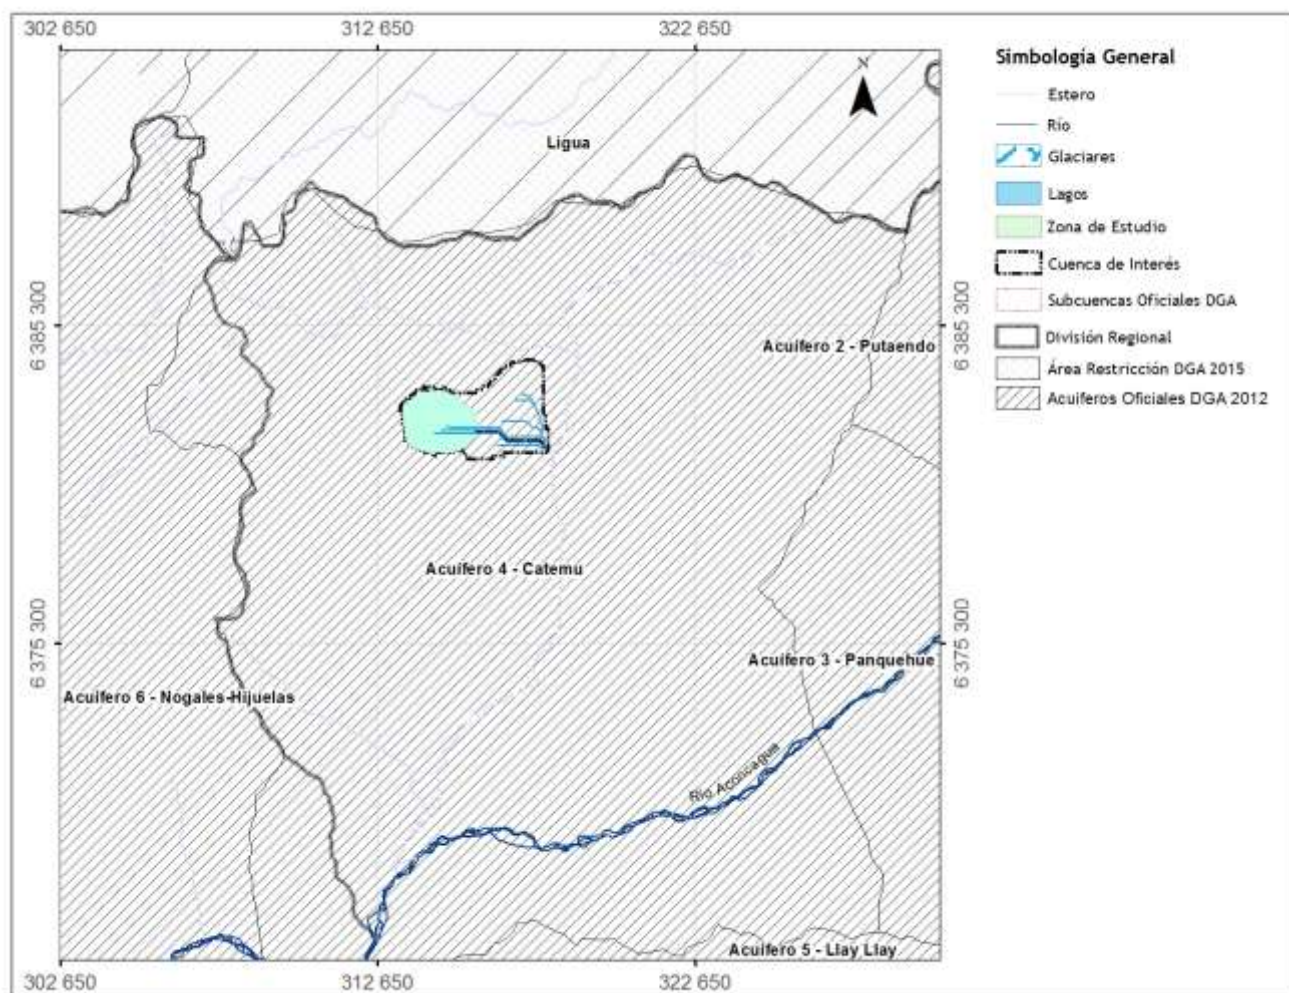 302 650
312 650
322 650
Simbología General
Estero
Río
Glaciares
Lagos
Zona de Estudio
Cuenca de Interés
Subcuencas Oficiales DGA
División Regional
Área Restricción DGA 2015
Acuíferos Oficiales DGA 2012
N
Ligua
6 385 300
6 385 300
Acuífero 2 - Putaendo
Acuífero 4 - Catemu
6 375 300
6 375 300
Acuífero 3 - Panquehue
Acuífero 6 - Nogales-Hijuelas
Río Aconcagua
Acuífero 5 - Llay Llay
302 650
312 650
322 650